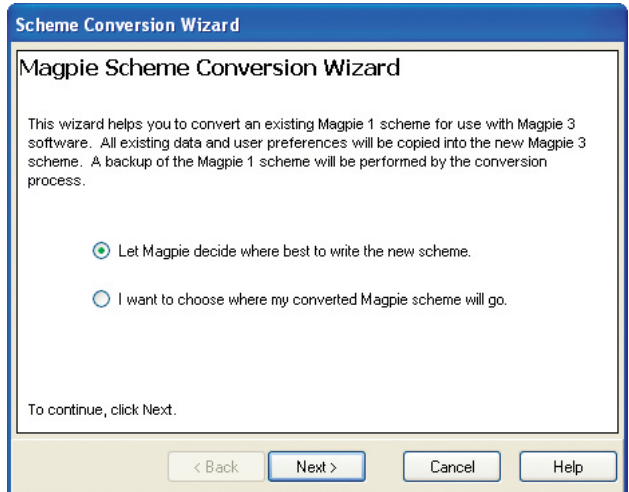 Scheme Conversion Wizard
Magpie Scheme Conversion Wizard
This wizard helps you to convert an existing Magpie 1 scheme for use with Magpie 3
software. All existing data and user preferences will be copied into the new Magpie 3
scheme. A backup of the Magpie 1 scheme will be performed by the conversion
process.
Let Magpie decide where best to write the new scheme.
I want to choose where my converted Magpie scheme will go.
To continue, click Next.
< Back Next > Cancel Help